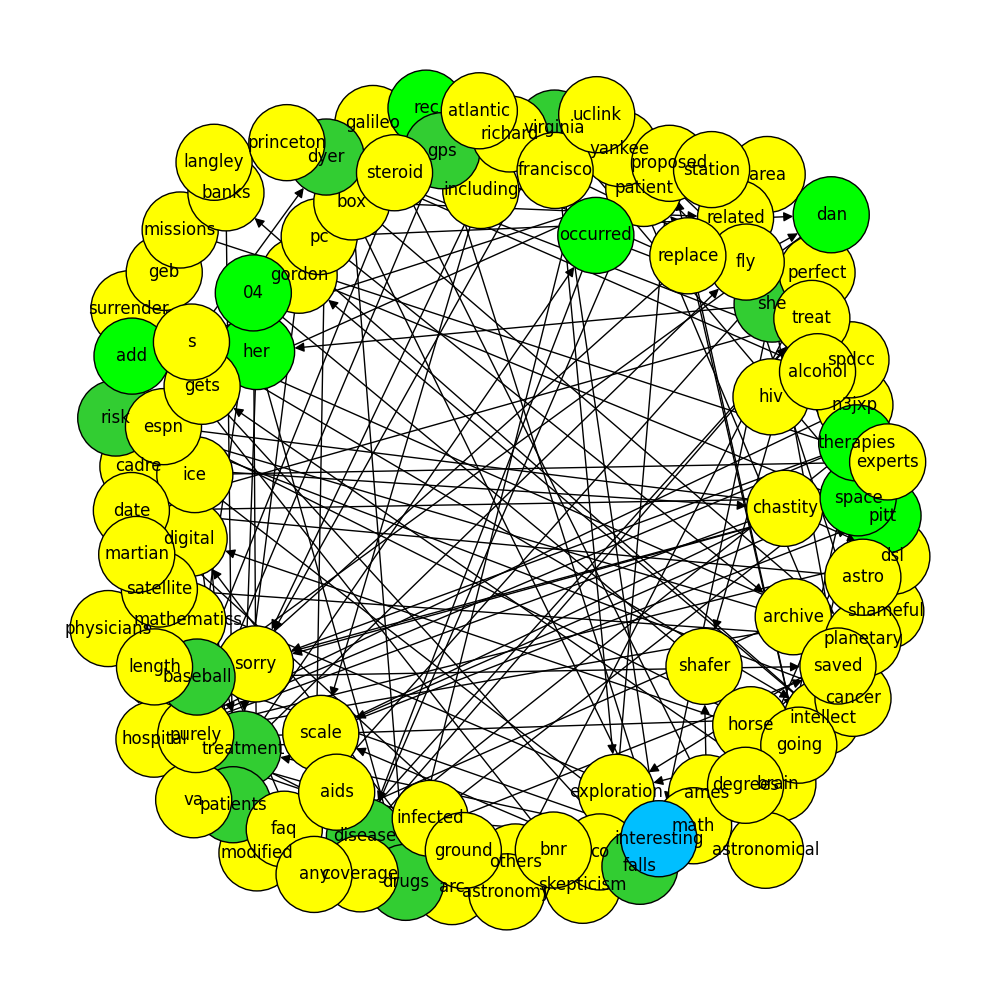 rec
atlantic
uclink
galileo
richard
virginia
princeton
dyer
gps
yankee
langley
steroid
francisco
proposed
station
area
banks
box
including
patient
missions
pc
occurred
related
dan
geb
gordon
replace
fly
perfect
surrender
04
she
treat
add
s
her
alcohol
spdcc
gets
hiv
n3jxp
risk
espn
therapies
cadre
ice
experts
date
chastity
space
pitt
martian
digital
dsl
satellite
astro
physicians
mathematics
archive
shameful
planetary
length
baseball
sorry
shafer
saved
cancer
hospital
purely
treatment
scale
horse
intellect
going
va
patients
aids
exploration
ames
degrees
brain
faq
disease
infected
math
modified
ground
others
bnr
co
interesting
astronomical
any
coverage
drugs
arc
astronomy
skepticism
falls